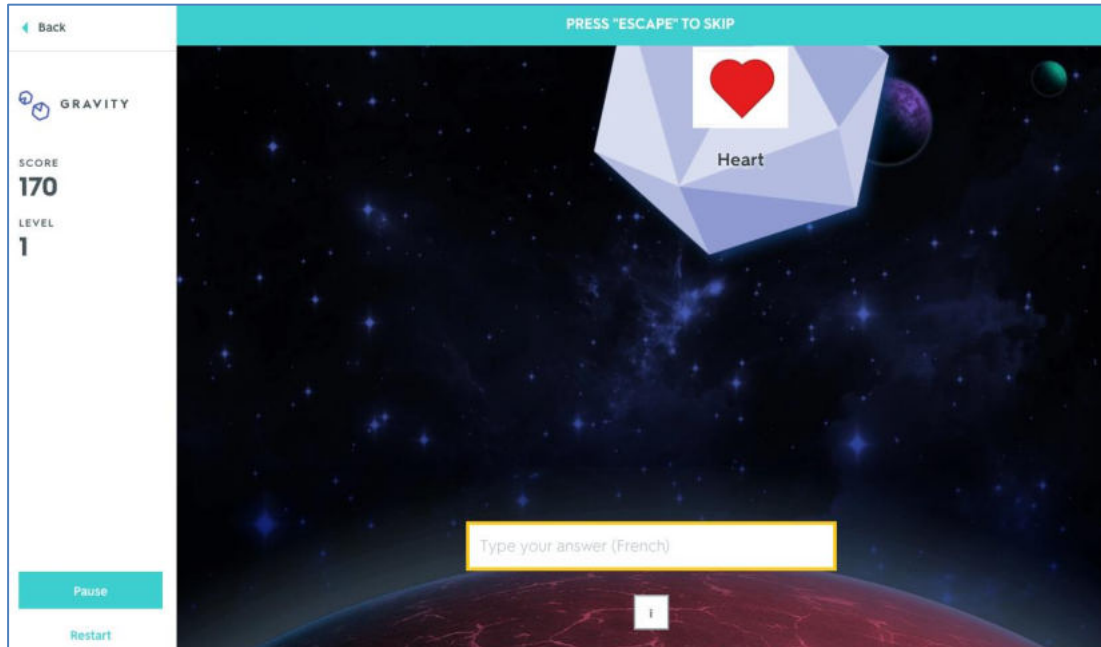 Back
PRESS "ESCAPE" TO SKIP
GRAVITY
SCORE
170
LEVEL
1
Heart
Type your answer (French)
i
Pause
Restart